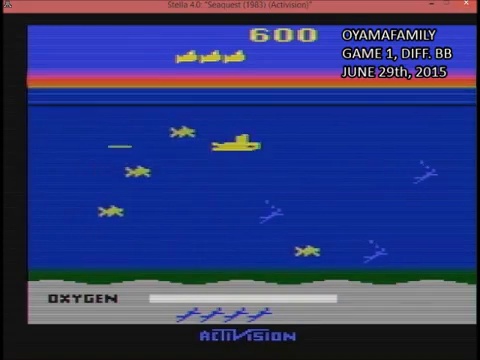 Stella 4.0: "Seaquest (1983) (Activision)"
600
OYAMAFAMILY
GAME 1, DIFF. BB
JUNE 29th, 2015
OXYGEN
ACTIVISION